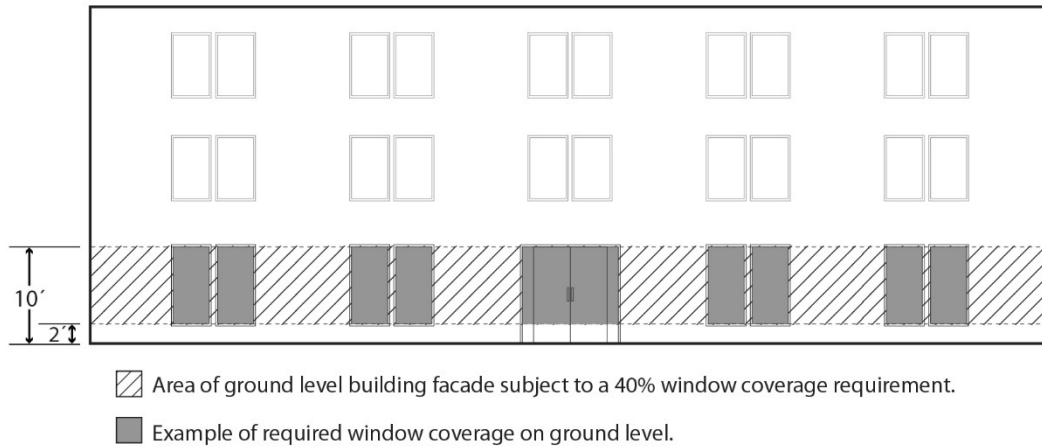 10´
2´
Area of ground level building facade subject to a 40% window coverage requirement.
Example of required window coverage on ground level.